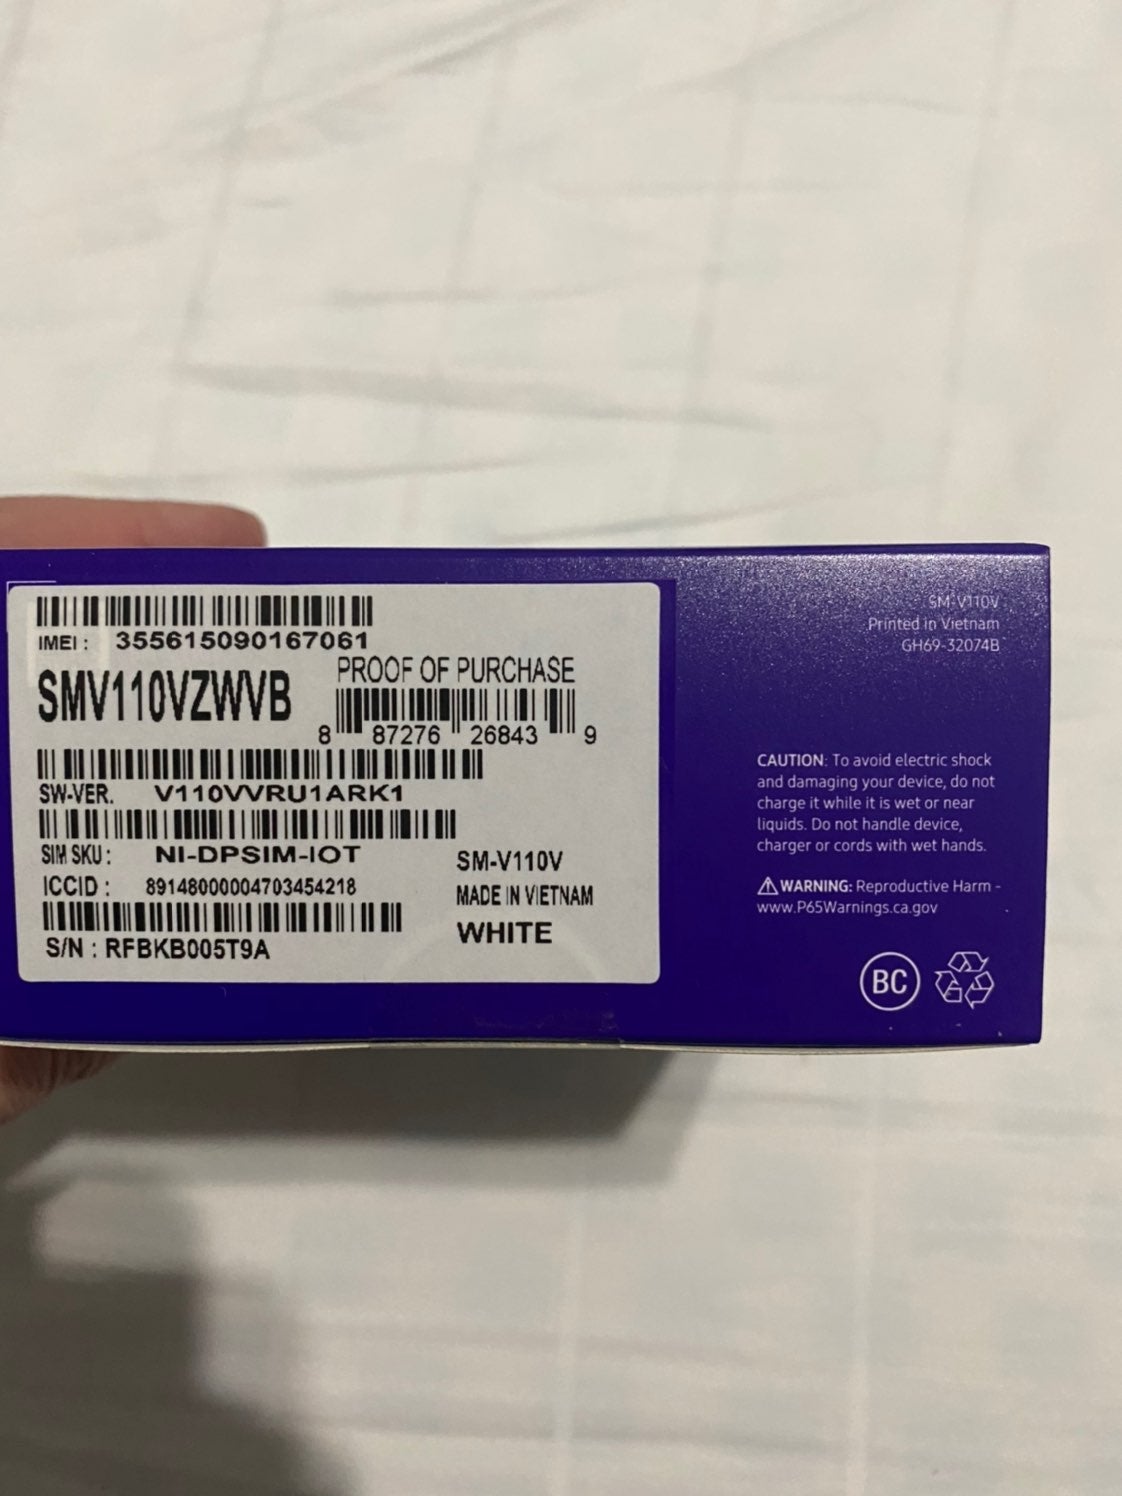 IMEI : 355615090167061
SMV110VZWVB
PROOF OF PURCHASE
8 87276 26843 9
SW-VER. V110VVRU1ARK1
SIM SKU : NI-DPSIM-IOT
ICCID : 89148000004703454218
S/N : RFBKB005T9A
SM-V110V
MADE IN VIETNAM
WHITE
SM-V110V
Printed in Vietnam
GH69-32074B
CAUTION: To avoid electric shock
and damaging your device, do not
charge it while it is wet or near
liquids. Do not handle device,
charger or cords with wet hands.
⚠WARNING: Reproductive Harm -
www.P65Warnings.ca.gov
BC